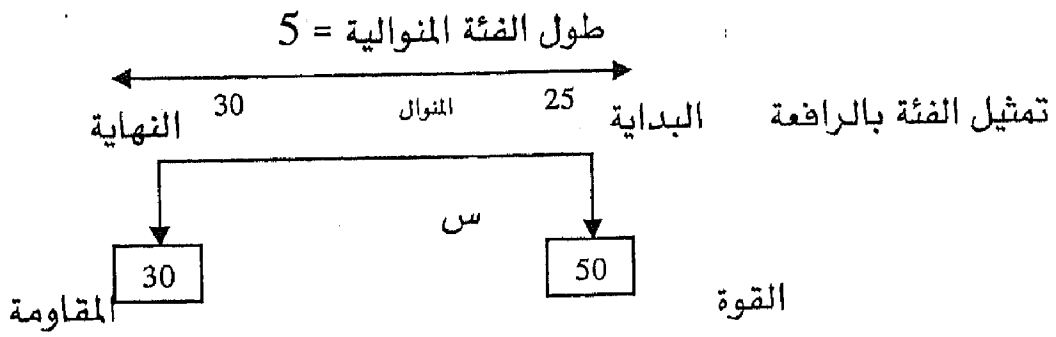 طول الفئة المنوالية = 5
تمثيل الفئة بالرافعة البداية 25 المنوال 30 النهاية
س
50 30
القوة المقاومة